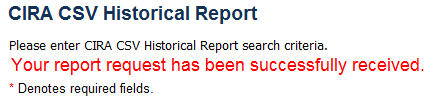 CIRA CSV Historical Report
Please enter CIRA CSV Historical Report search criteria.
Your report request has been successfully received.
* Denotes required fields.